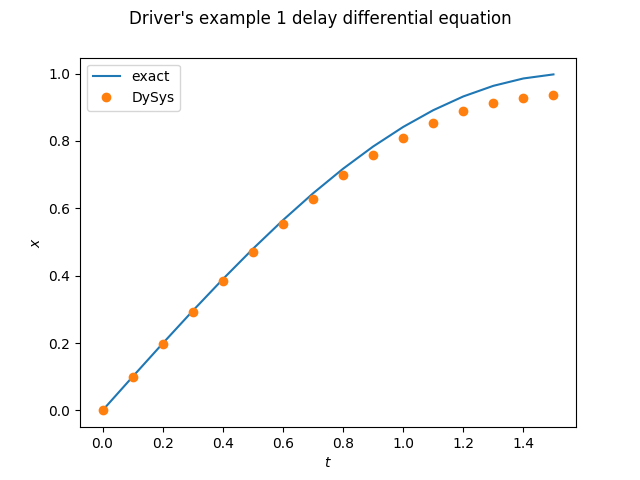 Driver's example 1 delay differential equation
exact
DySys
1.0
0.8
0.6
0.4
0.2
0.0
x
0.0 0.2 0.4 0.6 0.8 1.0 1.2 1.4
t